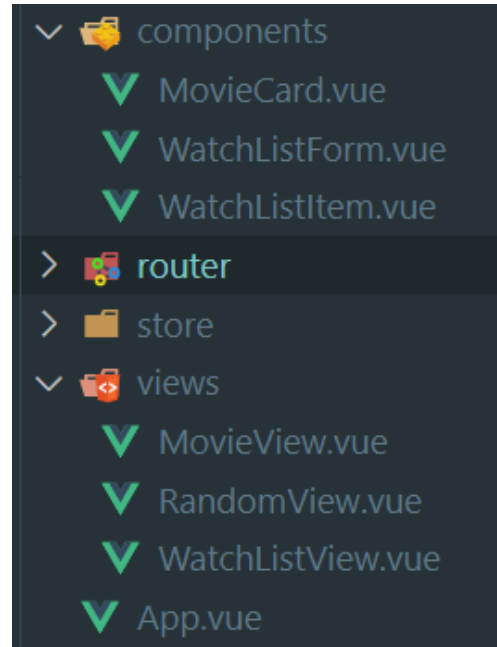 components
MovieCard.vue
WatchListForm.vue
WatchListItem.vue
router
store
views
MovieView.vue
RandomView.vue
WatchListView.vue
App.vue